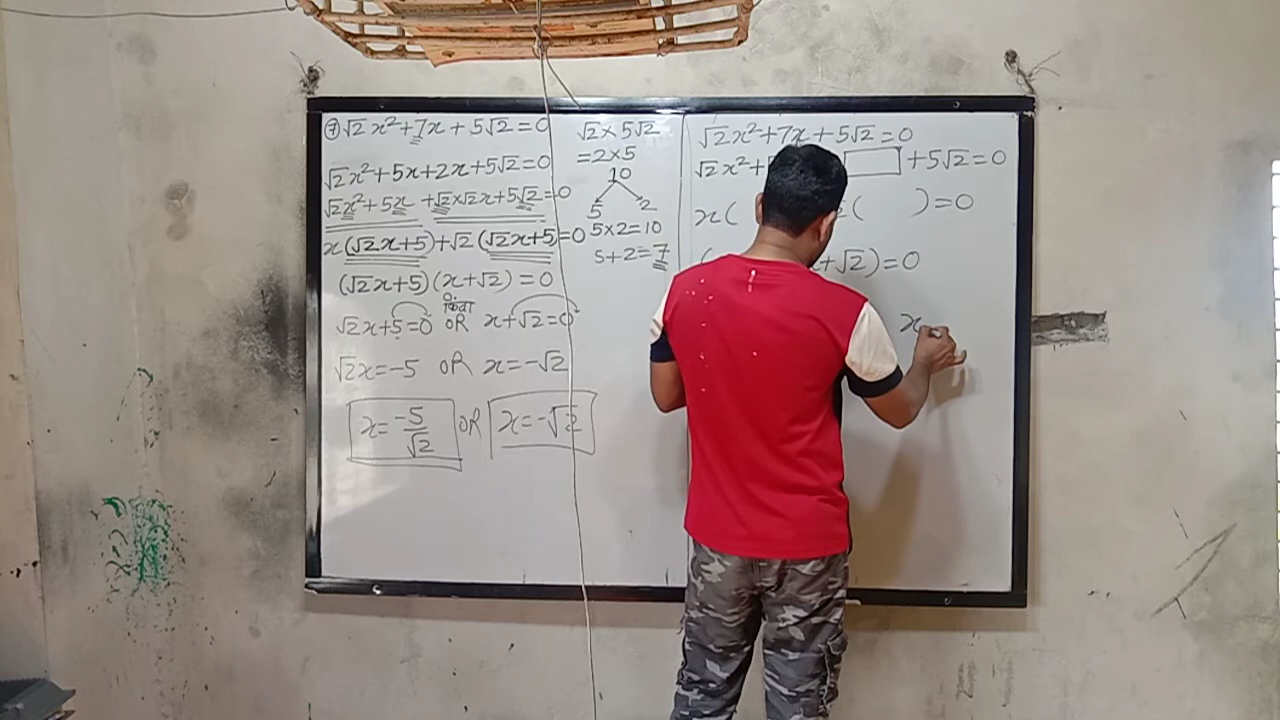 ⑦ √2 x² + 7x + 5√2 = 0
√2x² + 5x + 2x + 5√2 = 0
√2x² + 5x + √2 × √2x + 5√2 = 0
x(√2x + 5) + √2 (√2x + 5) = 0
(√2x + 5)(x + √2) = 0
किंवा
√2x + 5 = 0 OR x + √2 = 0
√2x = -5 OR x = -√2
x = -5/√2 OR x = -√2
√2 × 5√2
= 2 × 5
10
5 2
5 × 2 = 10
5 + 2 = 7
√2x² + 7x + 5√2 = 0
√2x² + + 5√2 = 0
x( ( ) = 0
( + √2) = 0
x